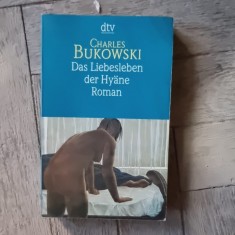 dtv
CHARLES
BUKOWSKI
Das Liebesleben
der Hyäne
Roman